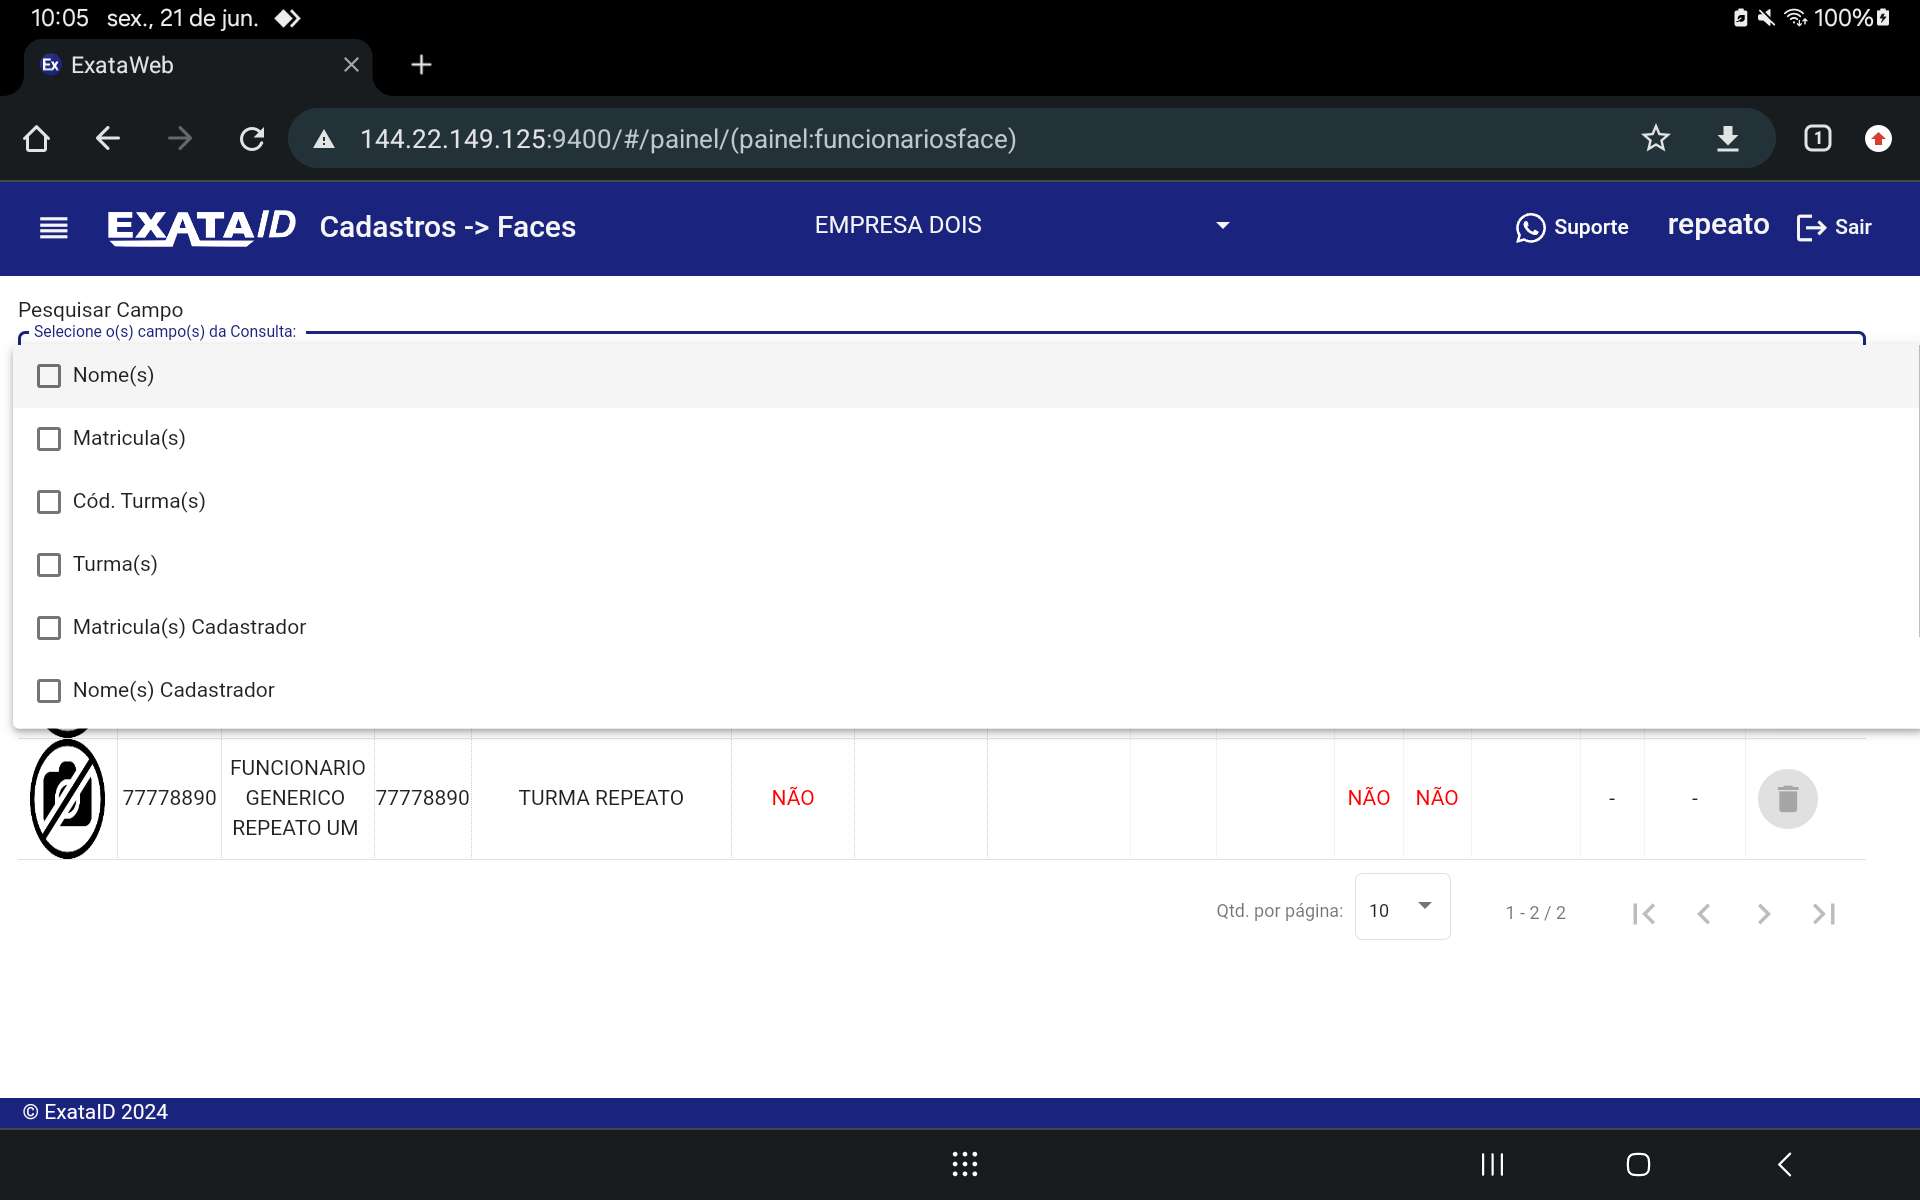 10:05 sex., 21 de jun. 100%
Ex ExataWeb
144.22.149.125:9400/#/painel/(painel:funcionariosface) 1
EXATA ID Cadastros -> Faces EMPRESA DOIS Suporte repeato Sair
Pesquisar Campo
Selecione o(s) campo(s) da Consulta:
Nome(s)
Matricula(s)
Cód. Turma(s)
Turma(s)
Matricula(s) Cadastrador
Nome(s) Cadastrador
FUNCIONARIO
77778890 GENERICO 77778890 TURMA REPEATO NÃO NÃO NÃO - -
REPEATO UM
Qtd. por página: 10 1 - 2 / 2
© ExataID 2024